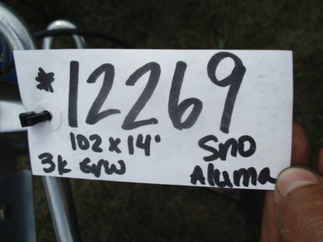 *12269
102 x 14' Sno
3K GVW Aluma